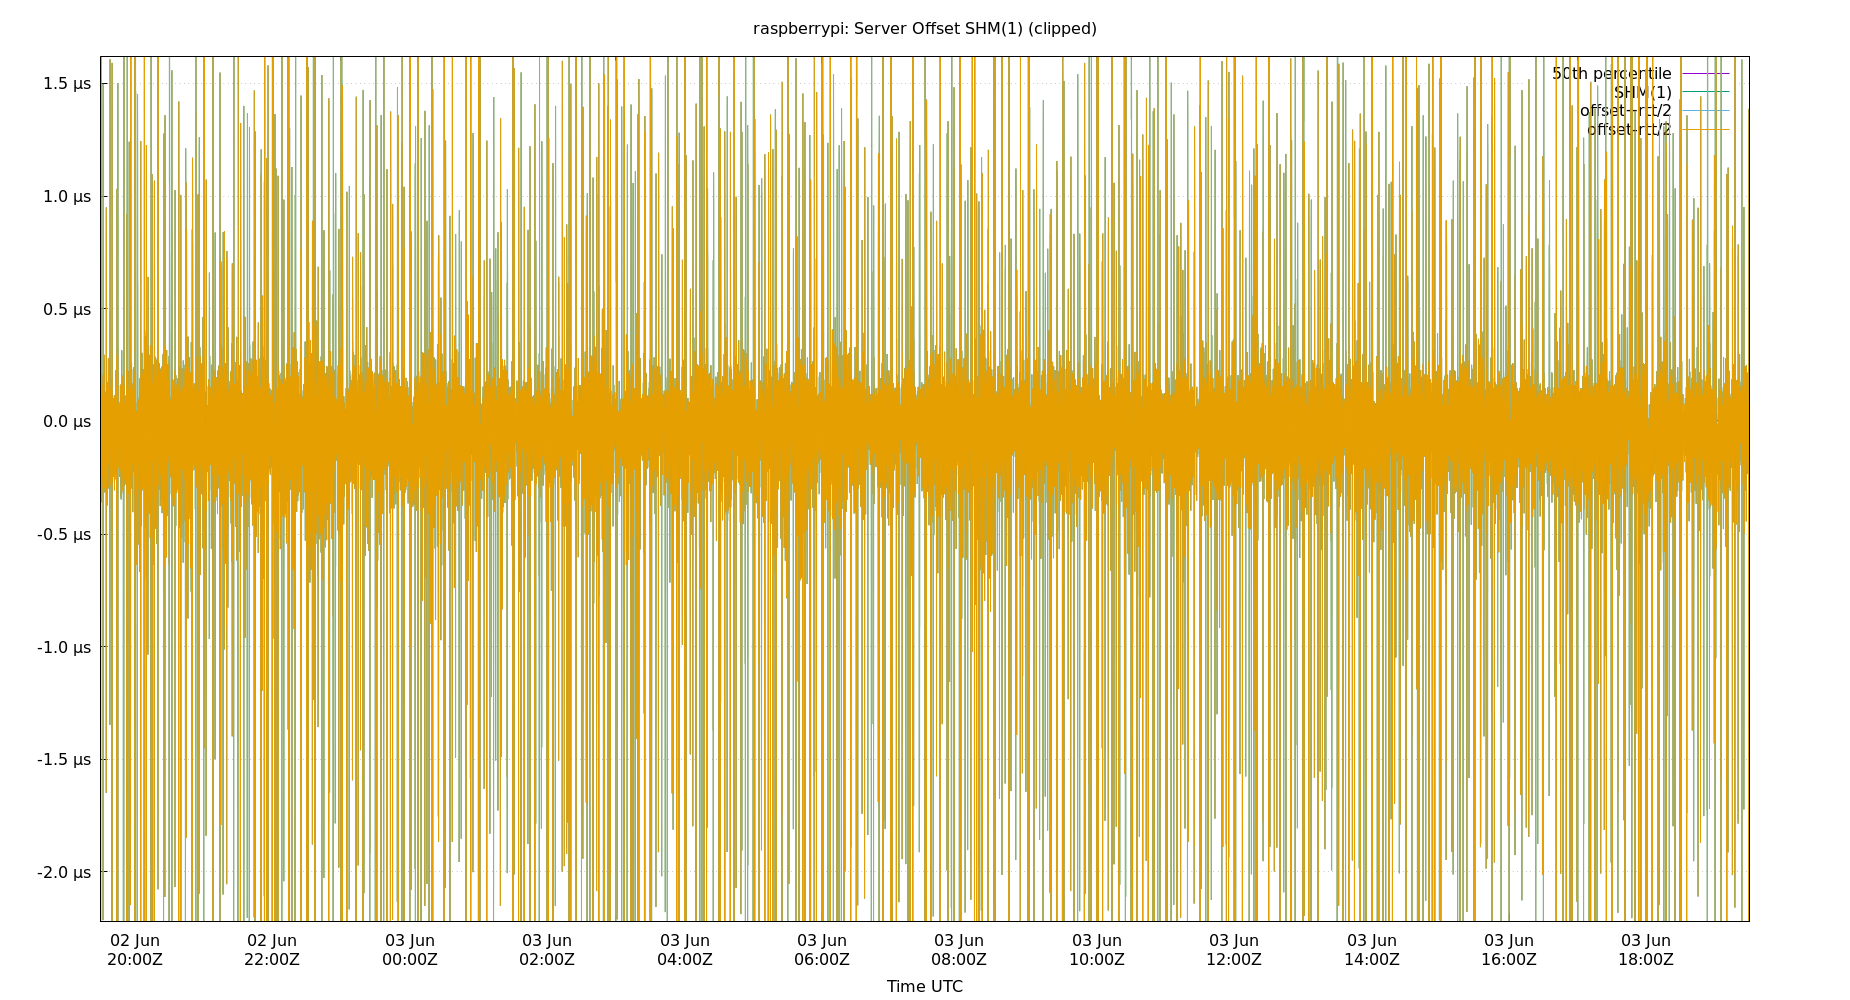 raspberrypi: Server Offset SHM(1) (clipped)
50th percentile
SHM(1)
offset+rtt/2
offset-rtt/2
1.5 µs
1.0 µs
0.5 µs
0.0 µs
-0.5 µs
-1.0 µs
-1.5 µs
-2.0 µs
02 Jun 02 Jun 03 Jun 03 Jun 03 Jun 03 Jun 03 Jun 03 Jun 03 Jun 03 Jun 03 Jun 03 Jun
20:00Z 22:00Z 00:00Z 02:00Z 04:00Z 06:00Z 08:00Z 10:00Z 12:00Z 14:00Z 16:00Z 18:00Z
Time UTC